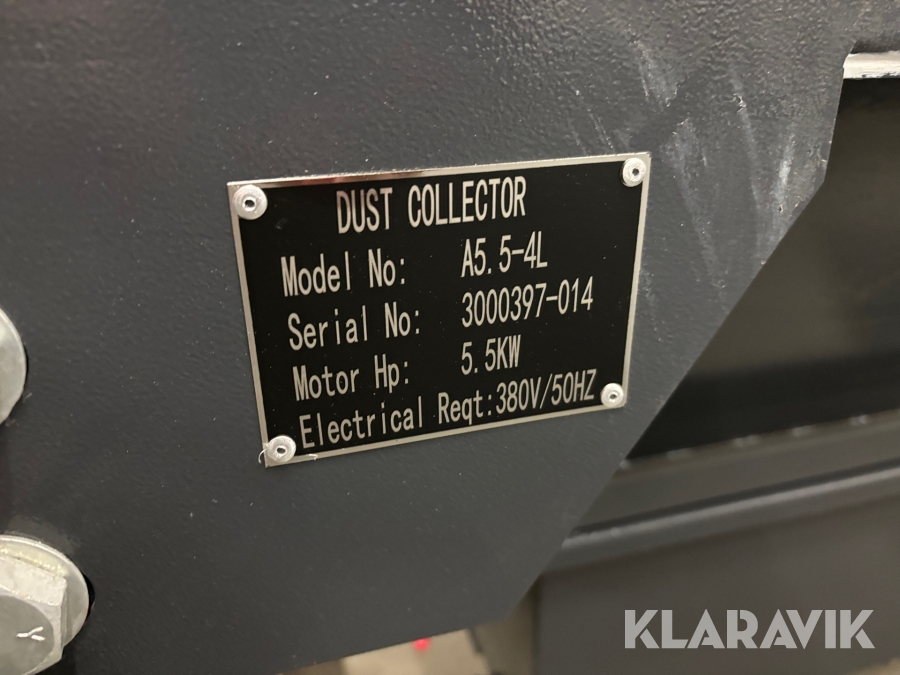 DUST COLLECTOR
Model No: A5.5-4L
Serial No: 3000397-014
Motor Hp: 5.5KW
Electrical Reqt:380V/50HZ
KLARAVIK